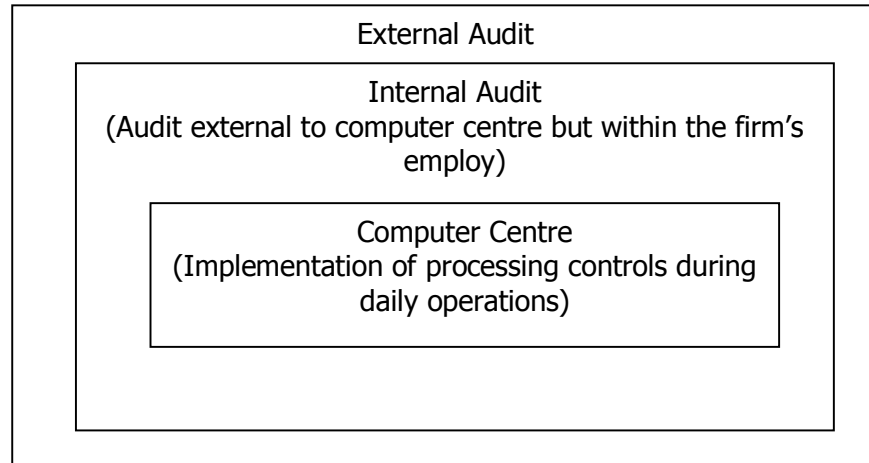 External Audit
Internal Audit
(Audit external to computer centre but within the firm’s
employ)
Computer Centre
(Implementation of processing controls during
daily operations)